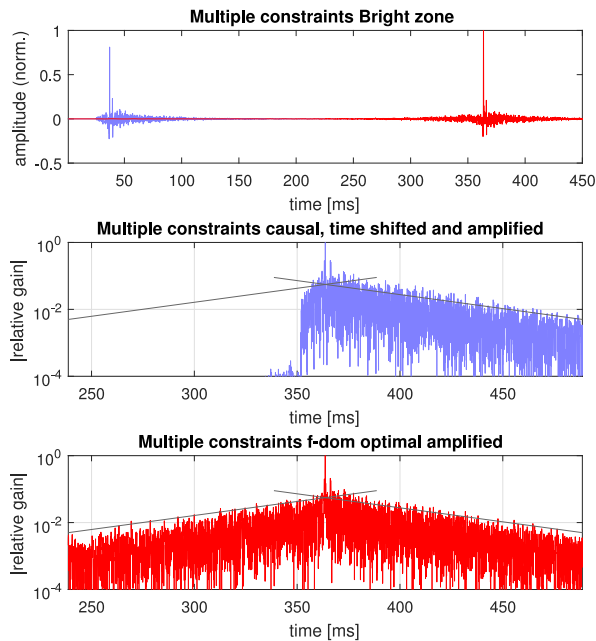 Multiple constraints Bright zone
amplitude (norm.)
1
0.5
0
-0.5
50 100 150 200 250 300 350 400 450
time [ms]
Multiple constraints causal, time shifted and amplified
|relative gain|
10^0
10^-2
10^-4
250 300 350 400 450
time [ms]
Multiple constraints f-dom optimal amplified
|relative gain|
10^0
10^-2
10^-4
250 300 350 400 450
time [ms]